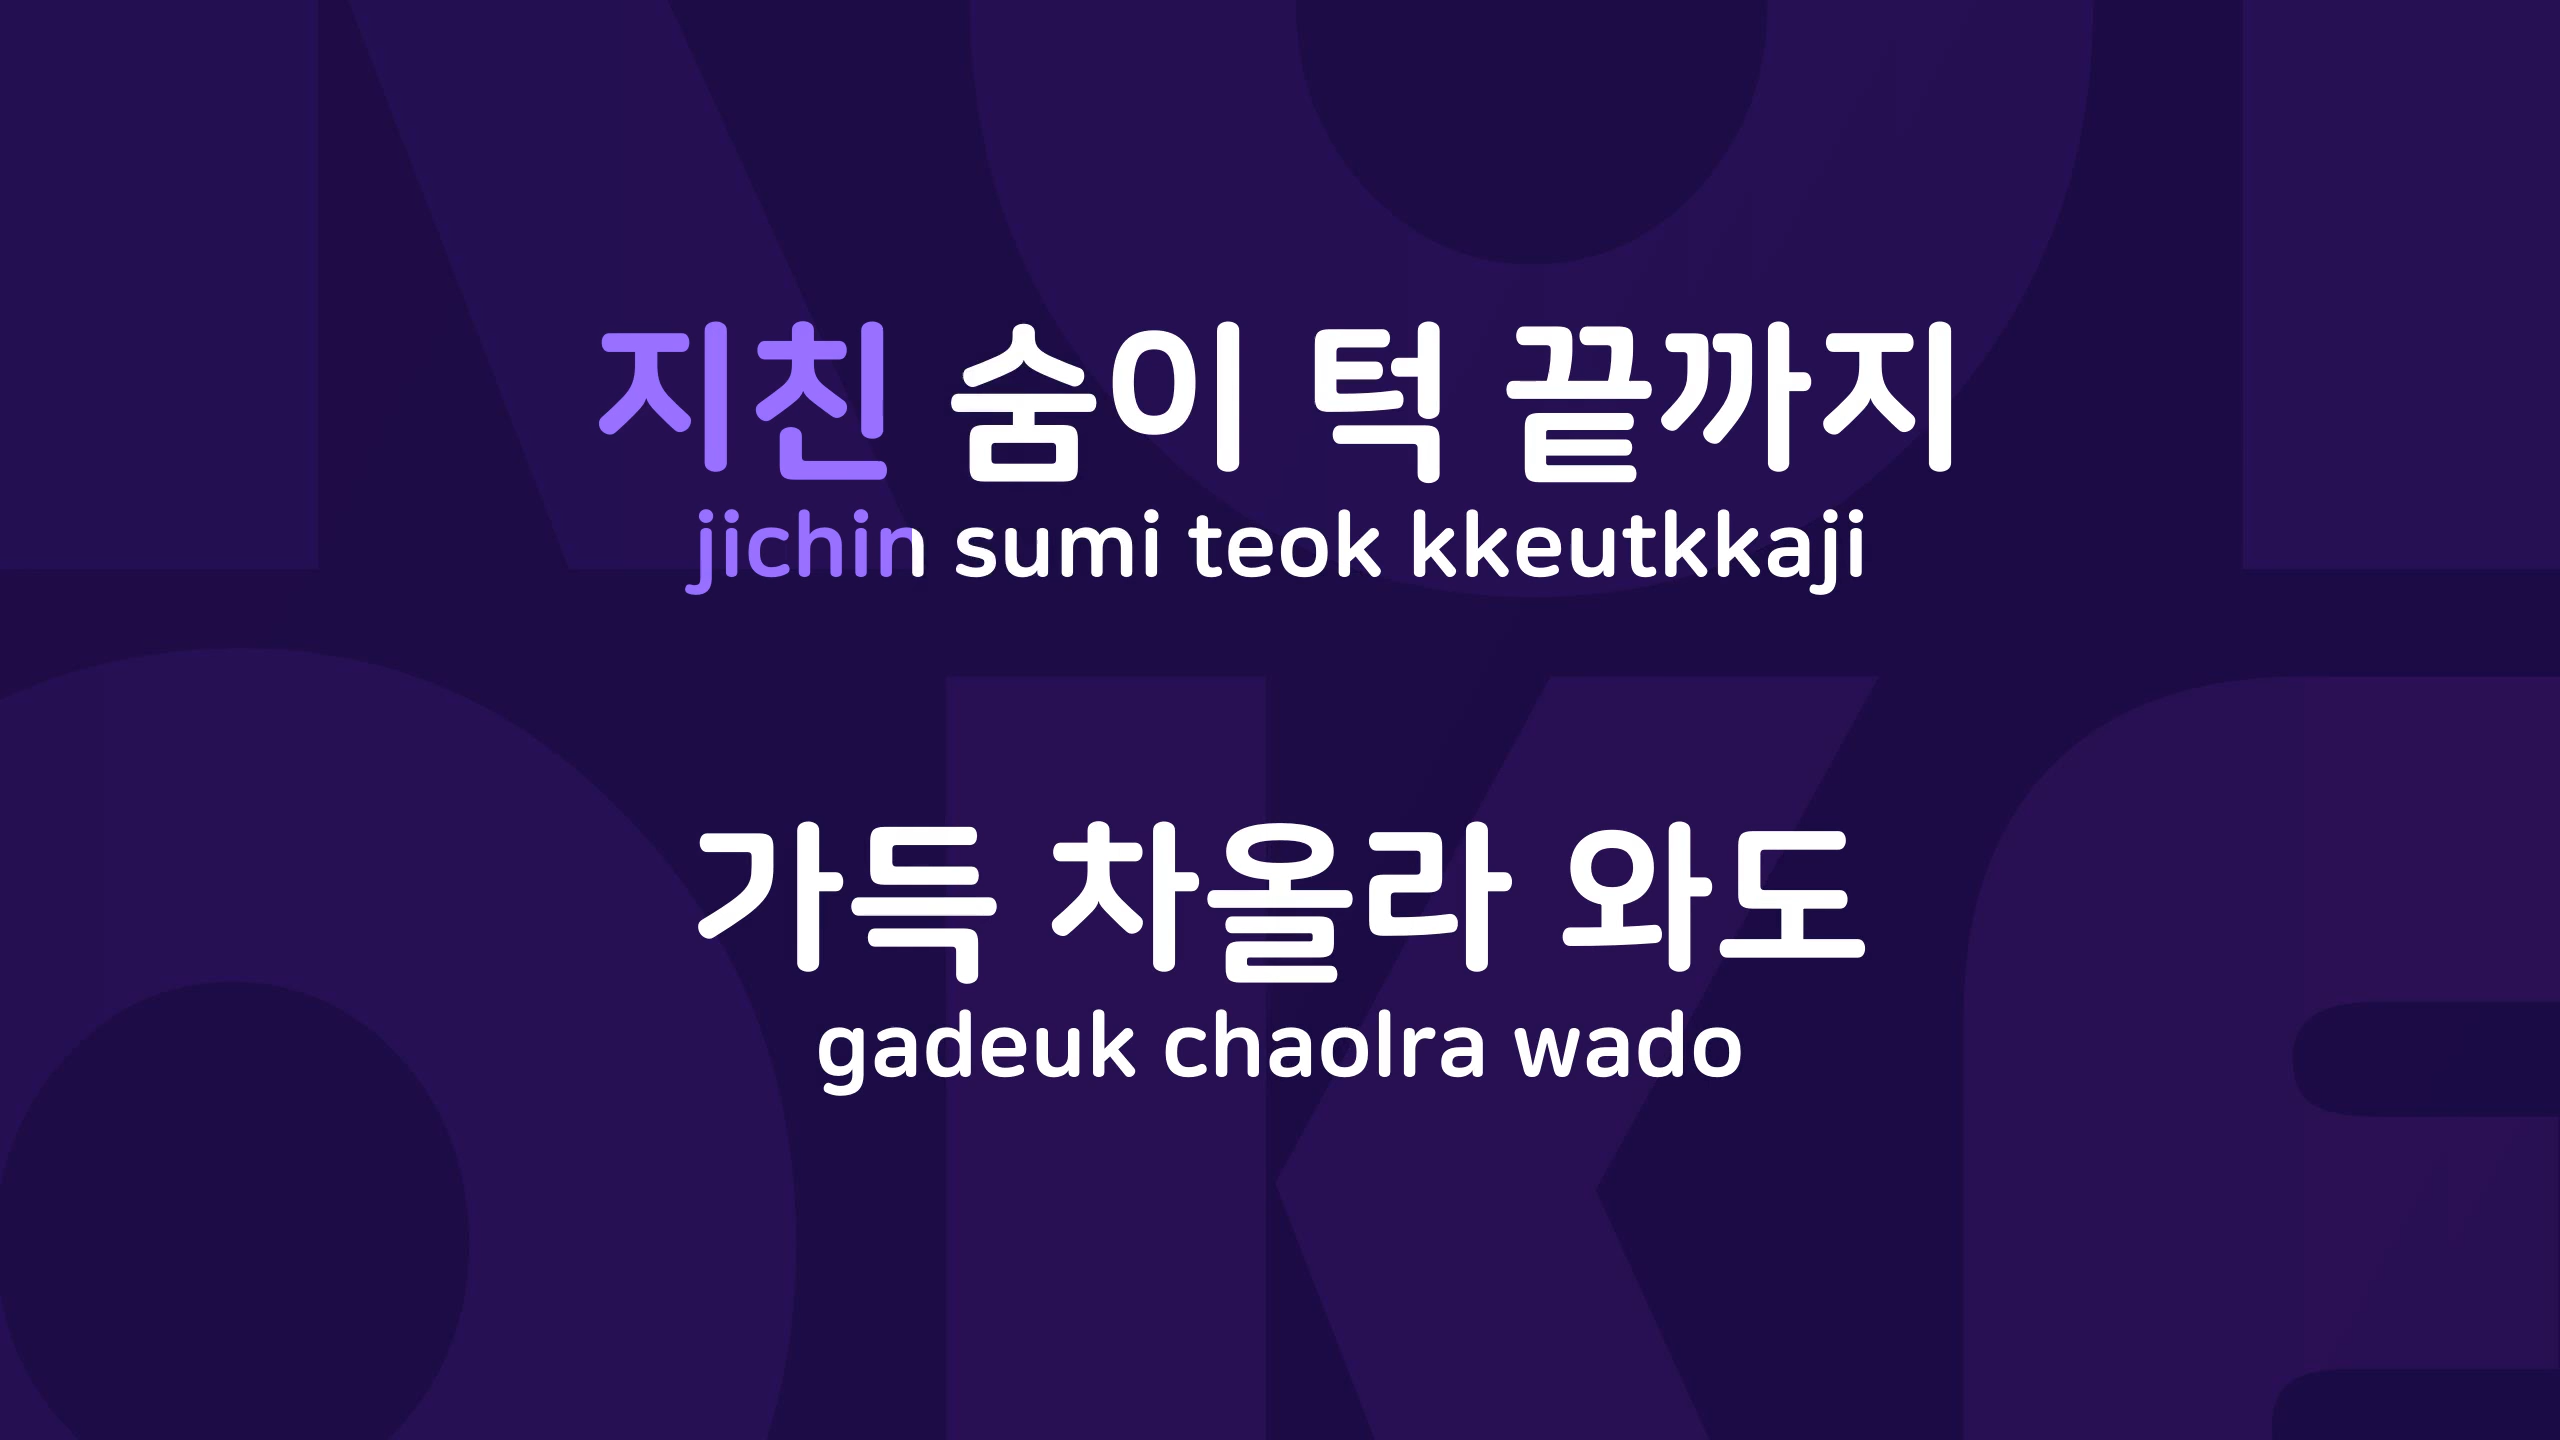 지친 숨이 턱 끝까지
jichin sumi teok kkeutkkaji
가득 차올라 와도
gadeuk chaolra wado